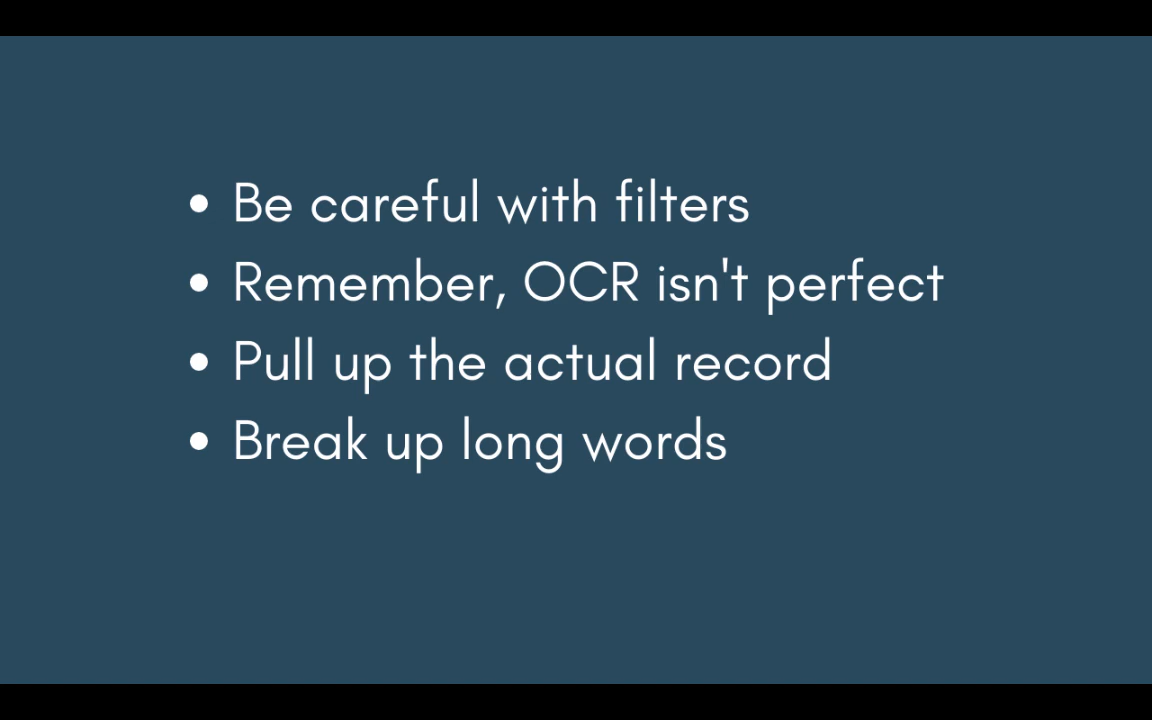 • Be careful with filters
• Remember, OCR isn't perfect
• Pull up the actual record
• Break up long words